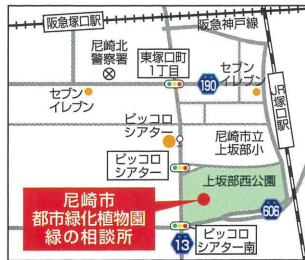 阪急塚口駅
阪急神戸線
尼崎北
警察署
東塚口町
1丁目
190
セブン
イレブン
セブン
イレブン
JR塚口駅
ピッコロ
シアター
尼崎市立
上坂部小
ピッコロ
シアター
上坂部西公園
尼崎市
都市緑化植物園
緑の相談所
606
13
ピッコロ
シアター南